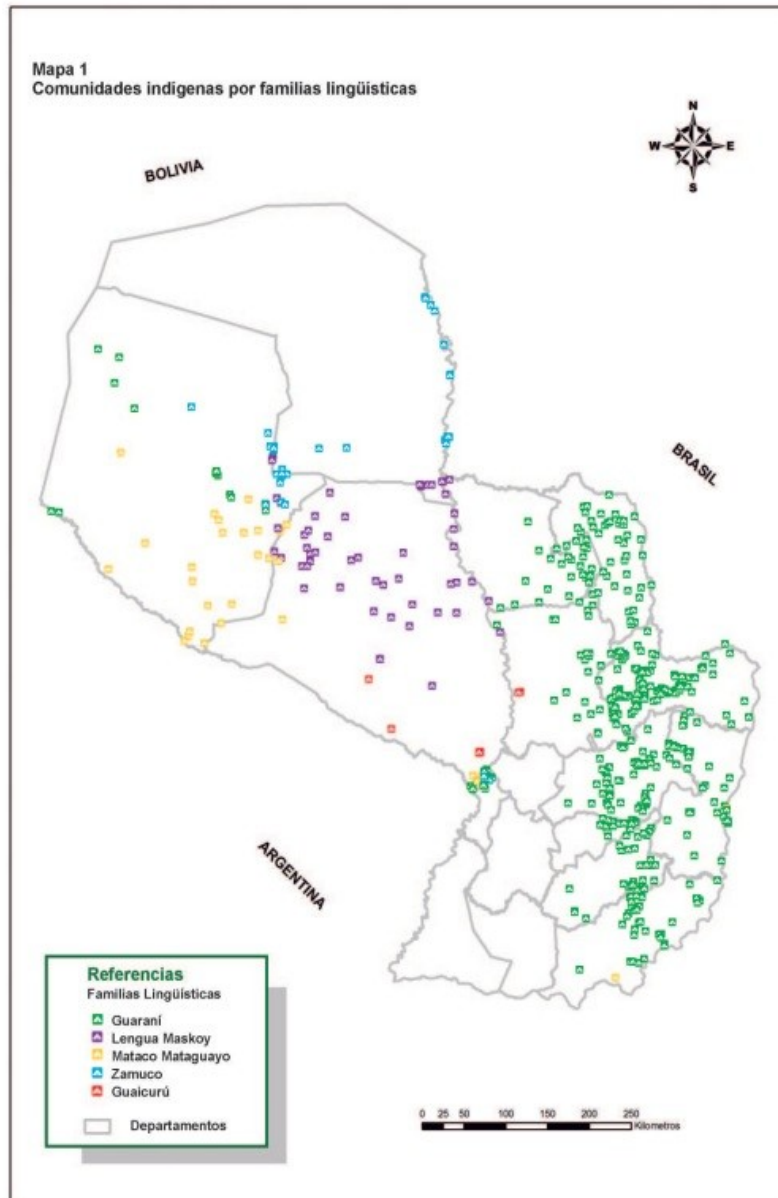 Mapa 1
Comunidades indigenas por familias lingüísticas
N
W E
S
BOLIVIA
BRASIL
ARGENTINA
Referencias
Familias Lingüísticas
Guaraní
Lengua Maskoy
Mataco Mataguayo
Zamuco
Guaicurú
Departamentos
0 25 50 100 150 200 250
Kilometros